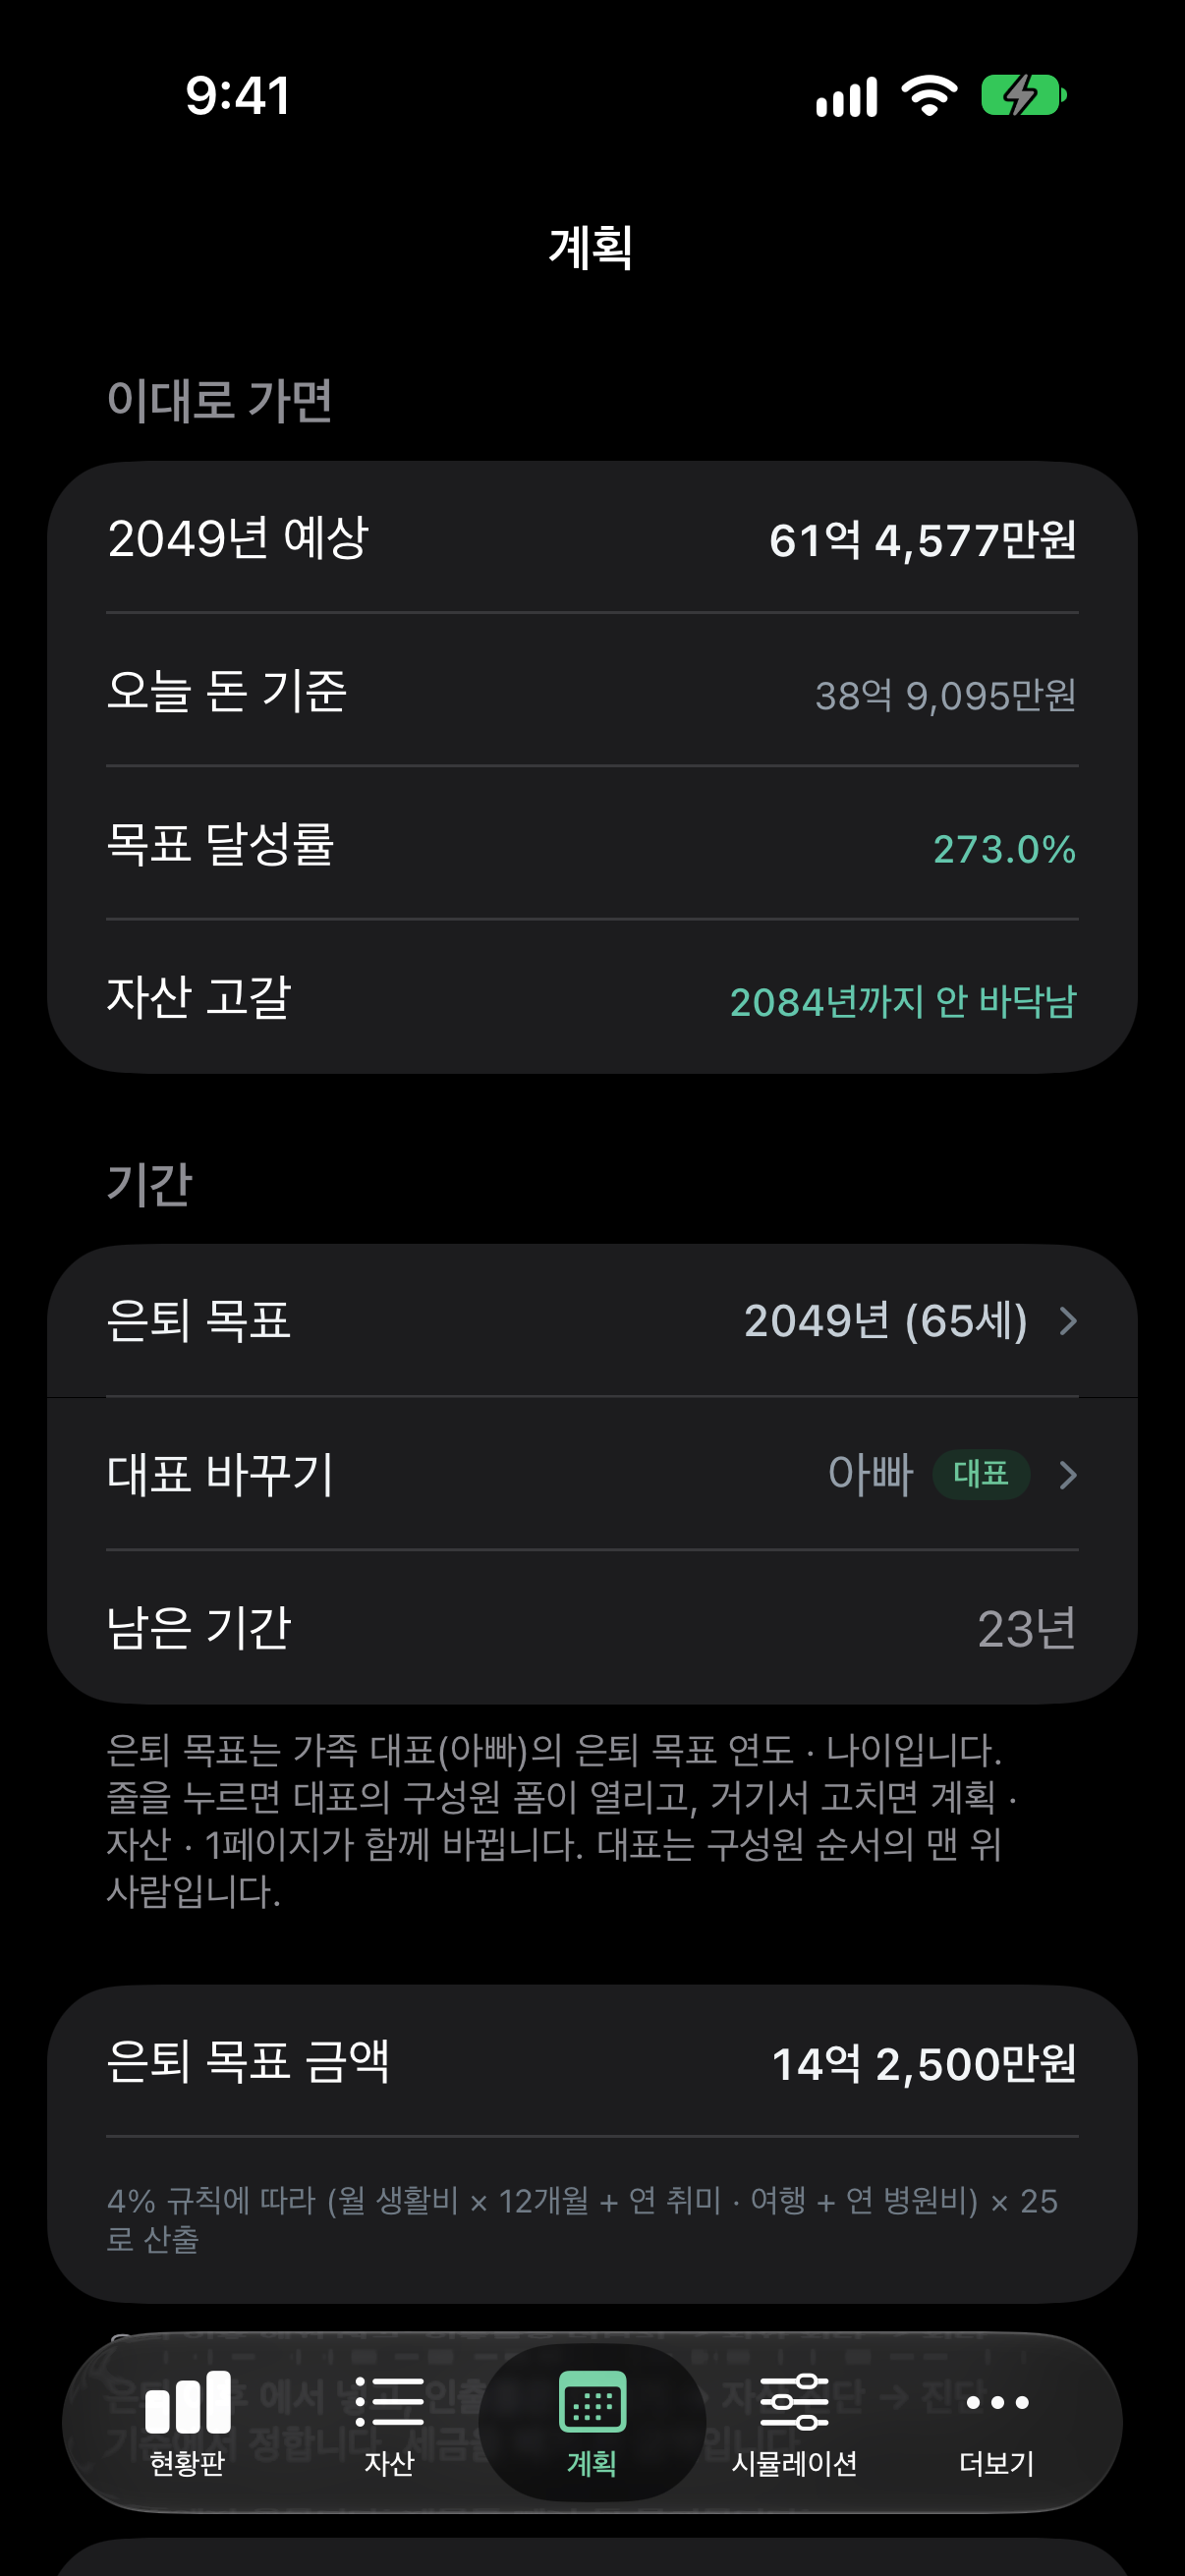 9:41
계획
이대로 가면
2049년 예상 61억 4,577만원
오늘 돈 기준 38억 9,095만원
목표 달성률 273.0%
자산 고갈 2084년까지 안 바닥남
기간
은퇴 목표 2049년 (65세)
대표 바꾸기 아빠 대표
남은 기간 23년
은퇴 목표는 가족 대표(아빠)의 은퇴 목표 연도 · 나이입니다.
줄을 누르면 대표의 구성원 폼이 열리고, 거기서 고치면 계획 ·
자산 · 1페이지가 함께 바뀝니다. 대표는 구성원 순서의 맨 위
사람입니다.
은퇴 목표 금액 14억 2,500만원
4% 규칙에 따라 (월 생활비 × 12개월 + 연 취미 · 여행 + 연 병원비) × 25
로 산출
현황판 자산 계획 시뮬레이션 더보기